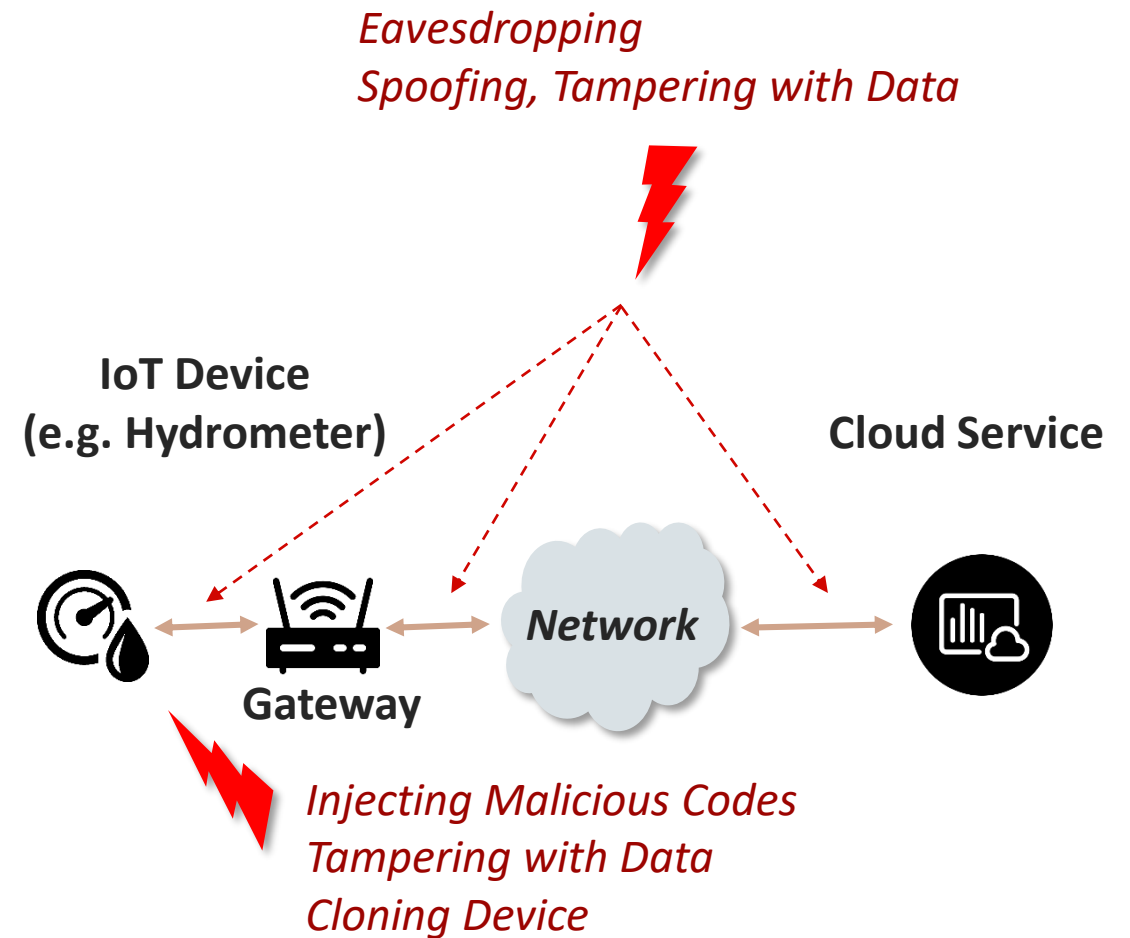 Eavesdropping
Spoofing, Tampering with Data
IoT Device
(e.g. Hydrometer)
Cloud Service
Network
Gateway
Injecting Malicious Codes
Tampering with Data
Cloning Device